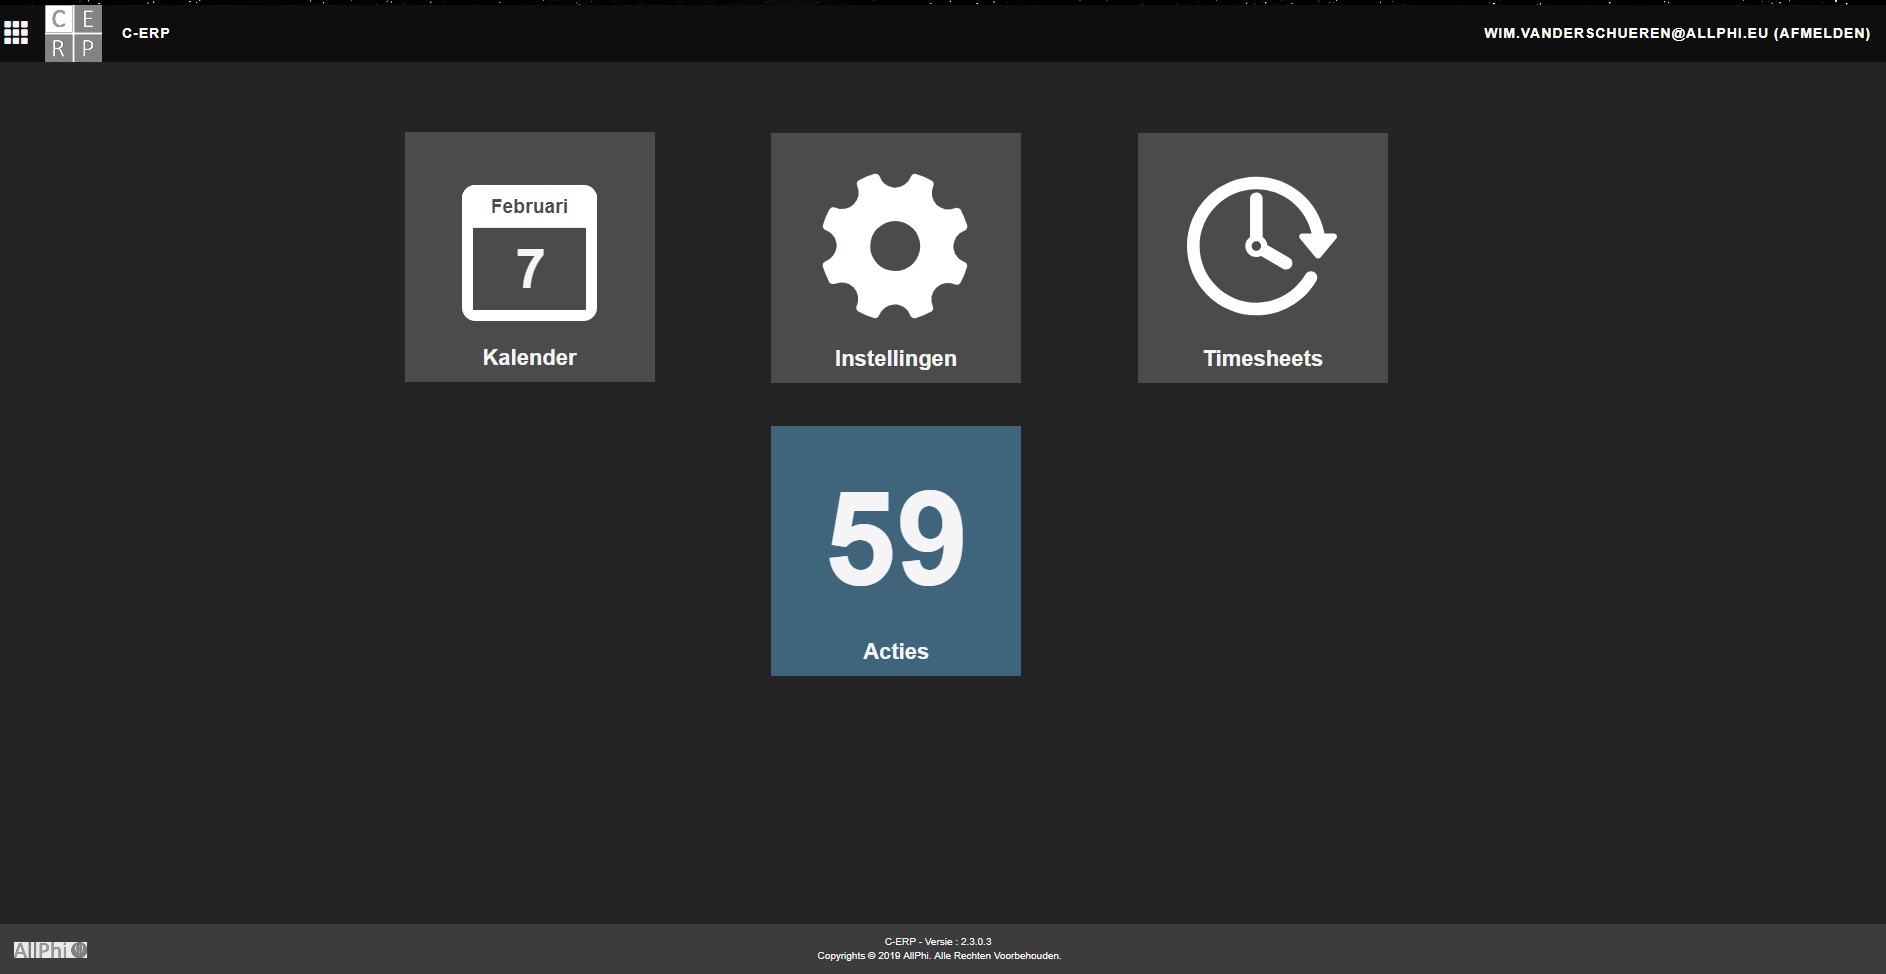 C E
R P
C-ERP
WIM.VANDERSCHUEREN@ALLPHI.EU (AFMELDEN)
Februari
7
Kalender
Instellingen
Timesheets
59
Acties
AllPhi
C-ERP - Versie : 2.3.0.3
Copyrights © 2019 AllPhi. Alle Rechten Voorbehouden.